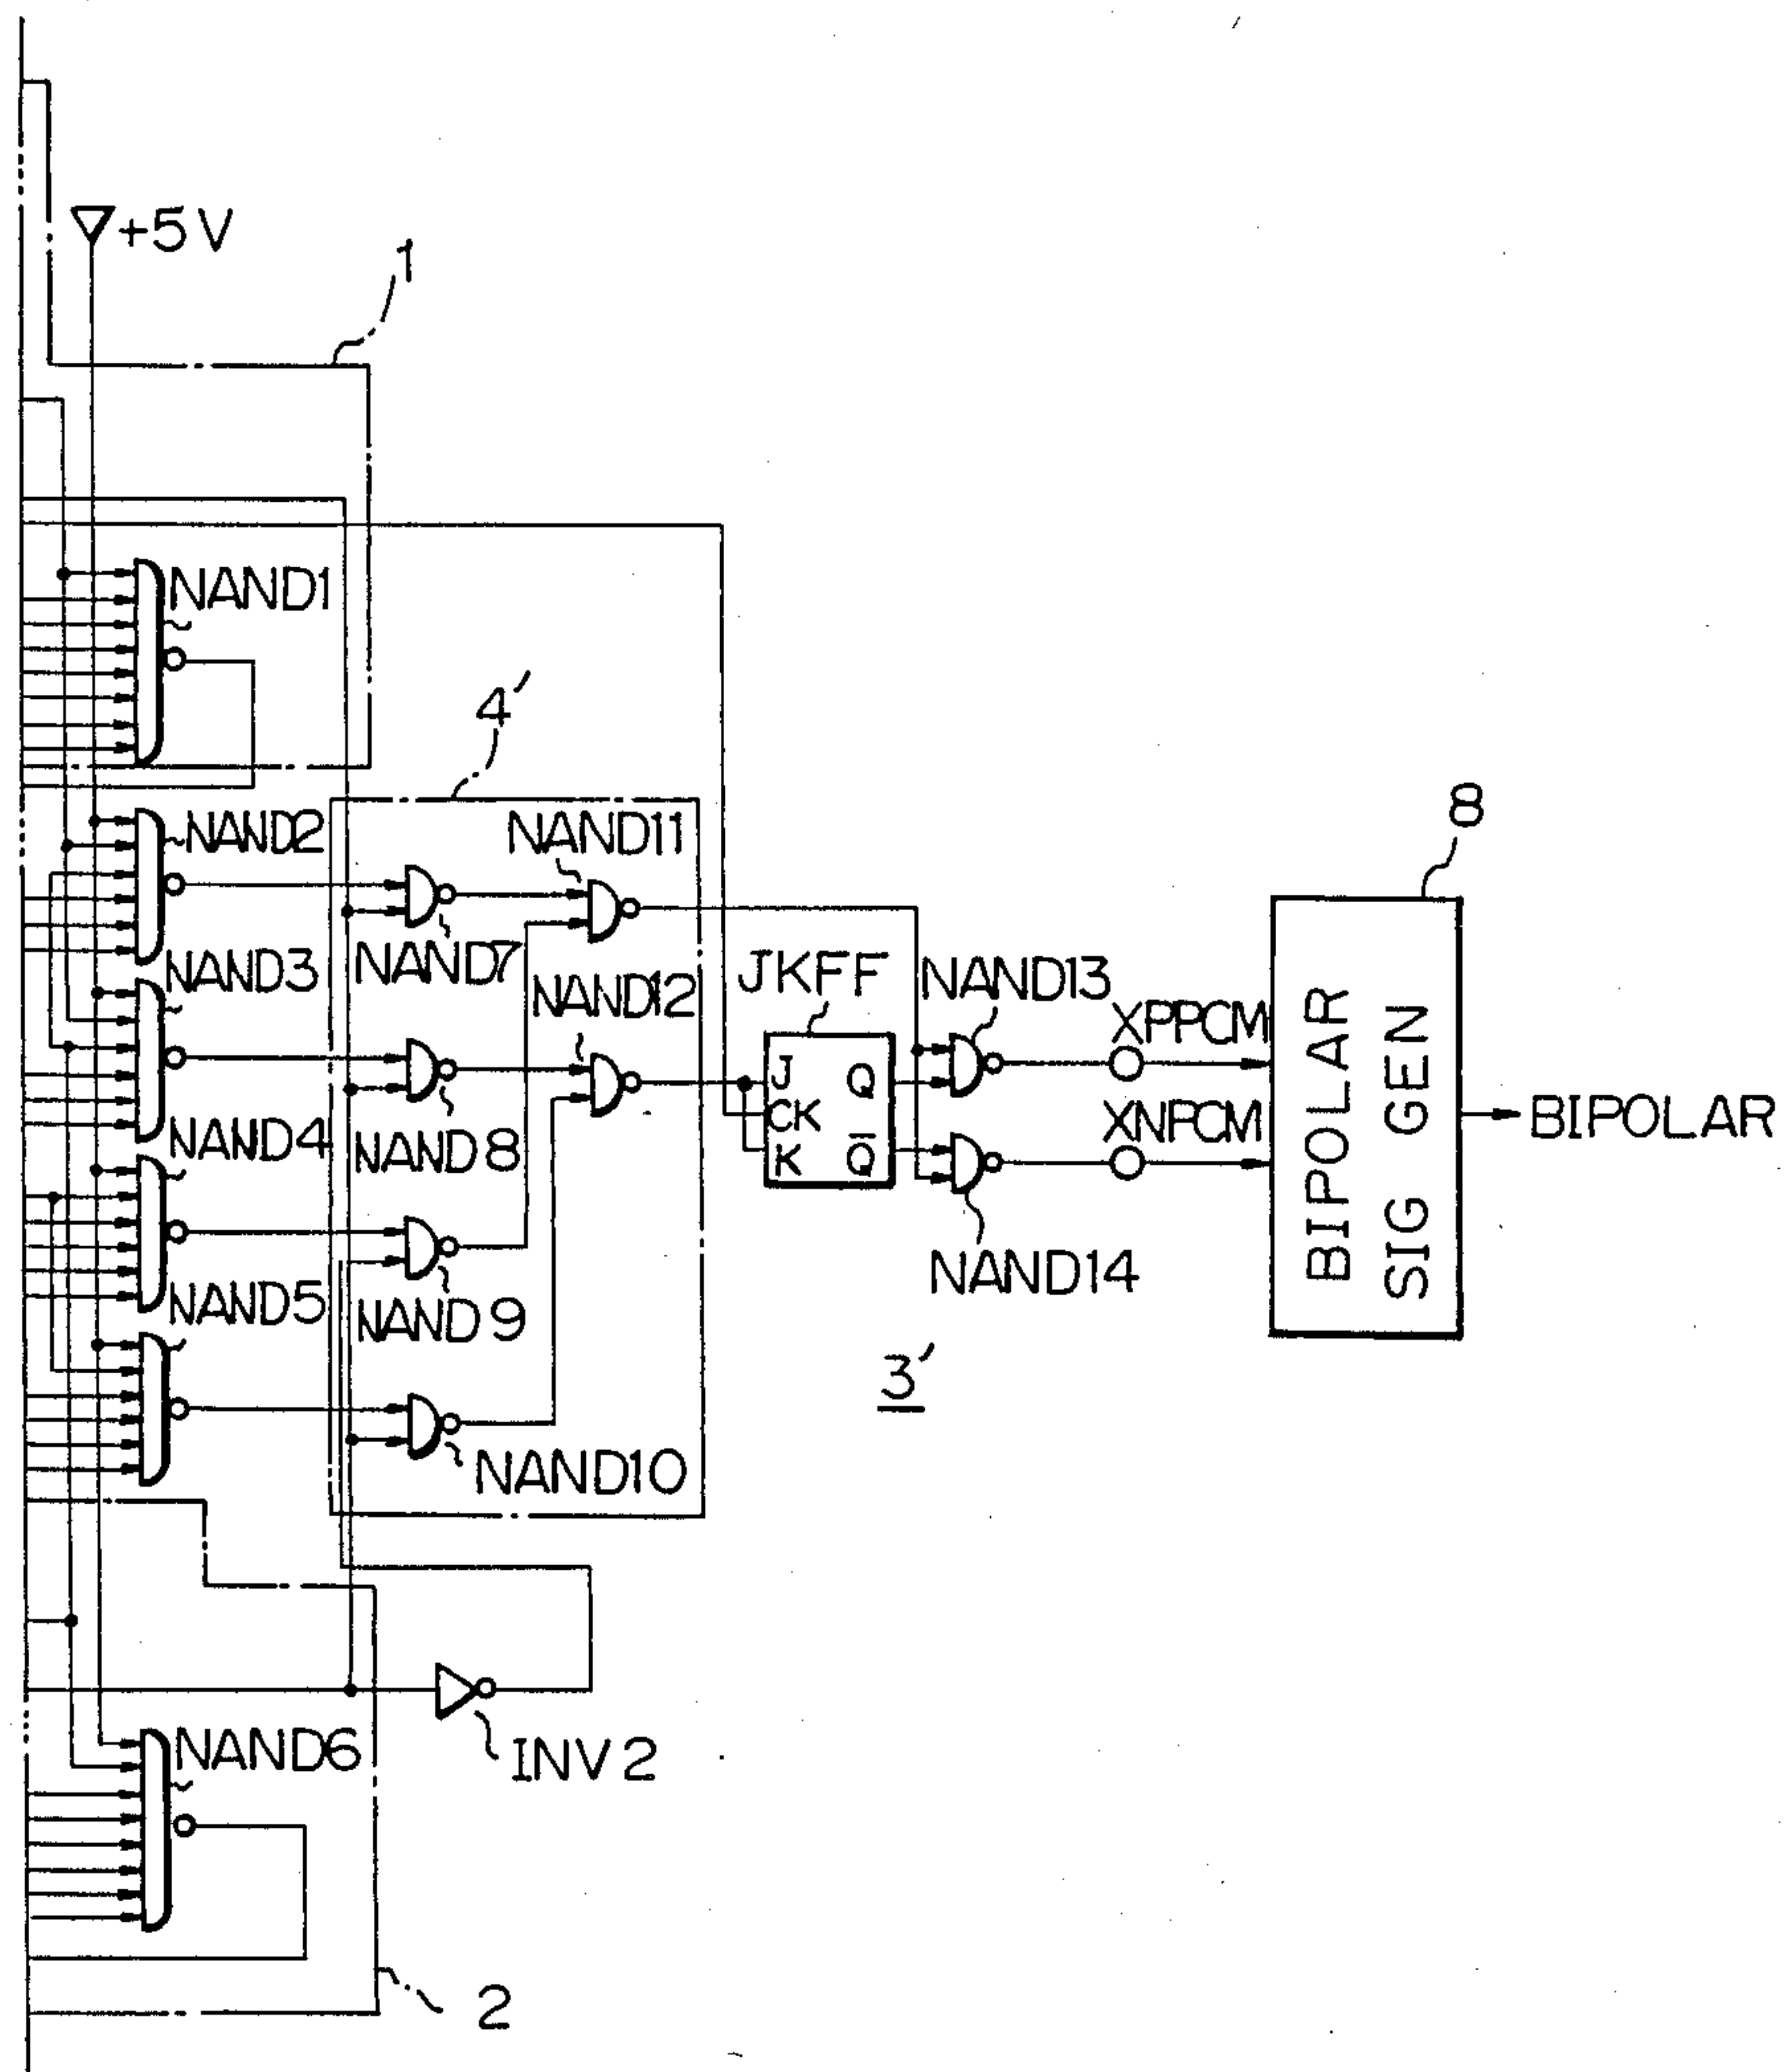 +5V
1
NAND1
4'
8
NAND2
NAND11
NAND7
NAND3
JKFF
NAND13
NAND12
XPPCM
J Q
CK
K Q̅
BIPOLAR
SIG GEN
BIPOLAR
XNPCM
NAND4
NAND8
NAND14
NAND5
NAND9
3'
NAND10
NAND6
INV2
2